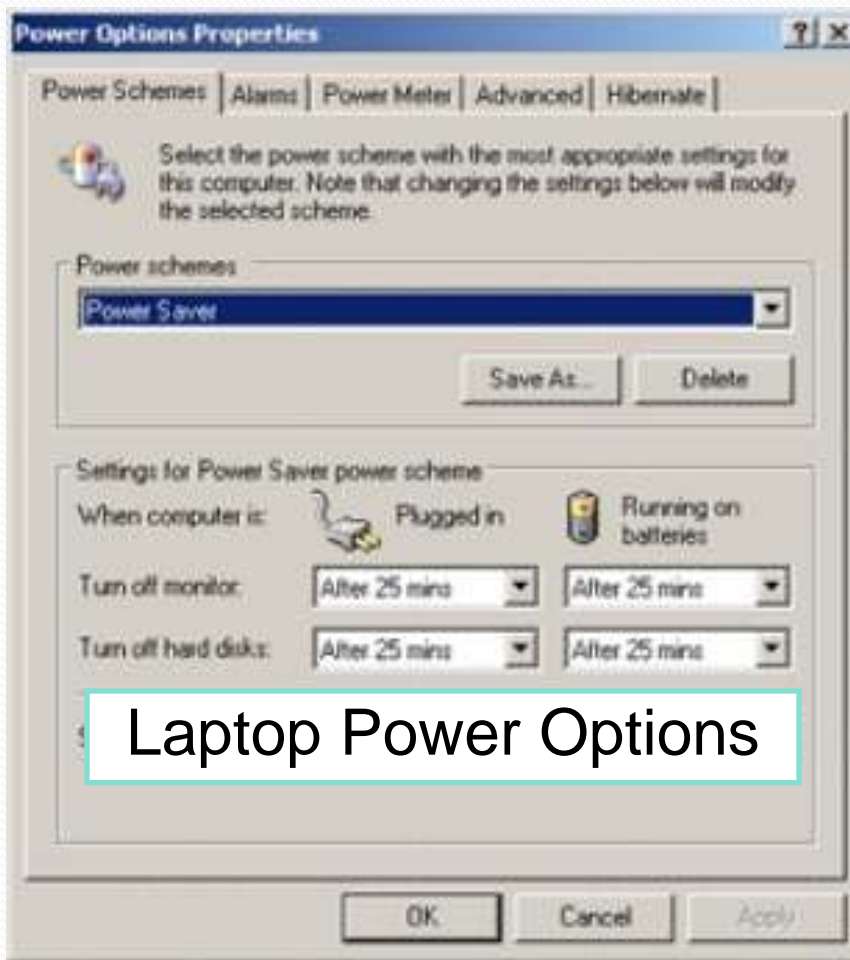 Power Options Properties
Power Schemes Alarms Power Meter Advanced Hibernate
Select the power scheme with the most appropriate settings for
this computer. Note that changing the settings below will modify
the selected scheme.
Power schemes
Power Saver
Save As... Delete
Settings for Power Saver power scheme
When computer is: Plugged in Running on
batteries
Turn off monitor: After 25 mins After 25 mins
Turn off hard disks: After 25 mins After 25 mins
Laptop Power Options
OK Cancel Apply